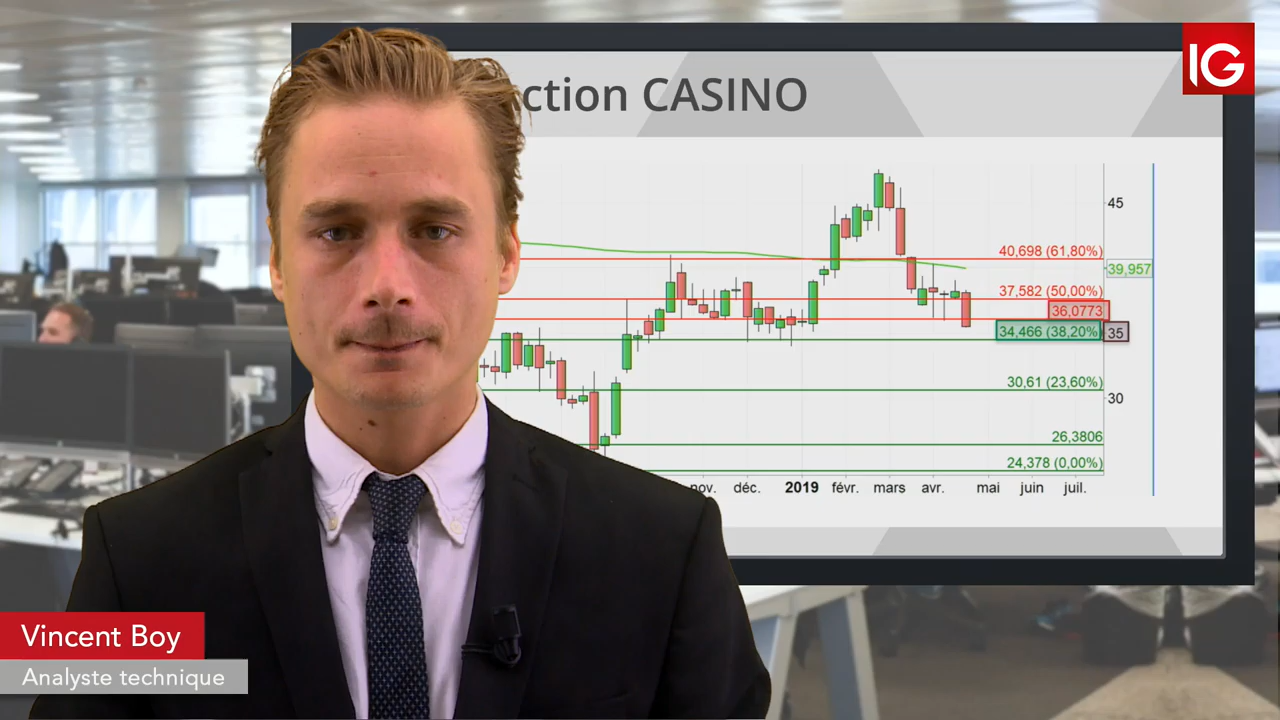 IG
ction CASINO
45
40,698 (61,80%)
39,957
37,582 (50,00%)
36,0773
34,466 (38,20%)
35
30,61 (23,60%)
30
26,3806
24,378 (0,00%)
nov. déc. 2019 févr. mars avr. mai juin juil.
Vincent Boy
Analyste technique